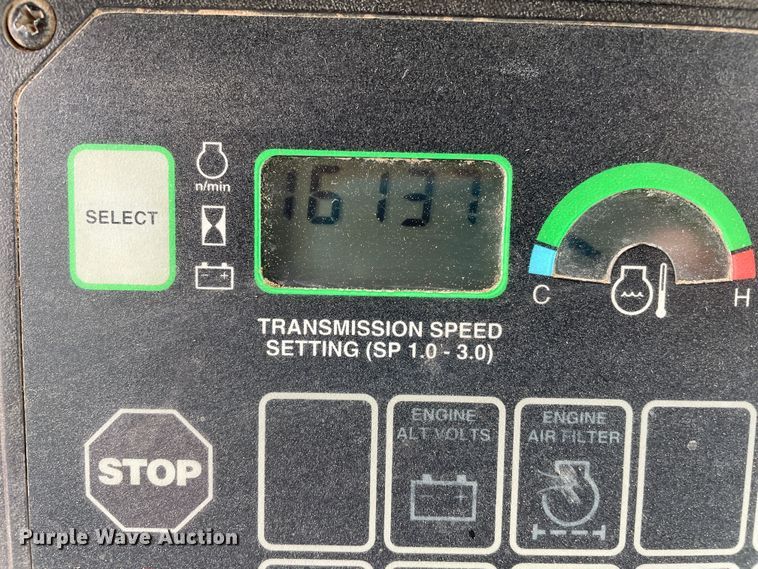 SELECT
n/min
16137
C
H
TRANSMISSION SPEED
SETTING (SP 1.0 - 3.0)
STOP
ENGINE
ALT VOLTS
ENGINE
AIR FILTER
Purple Wave Auction